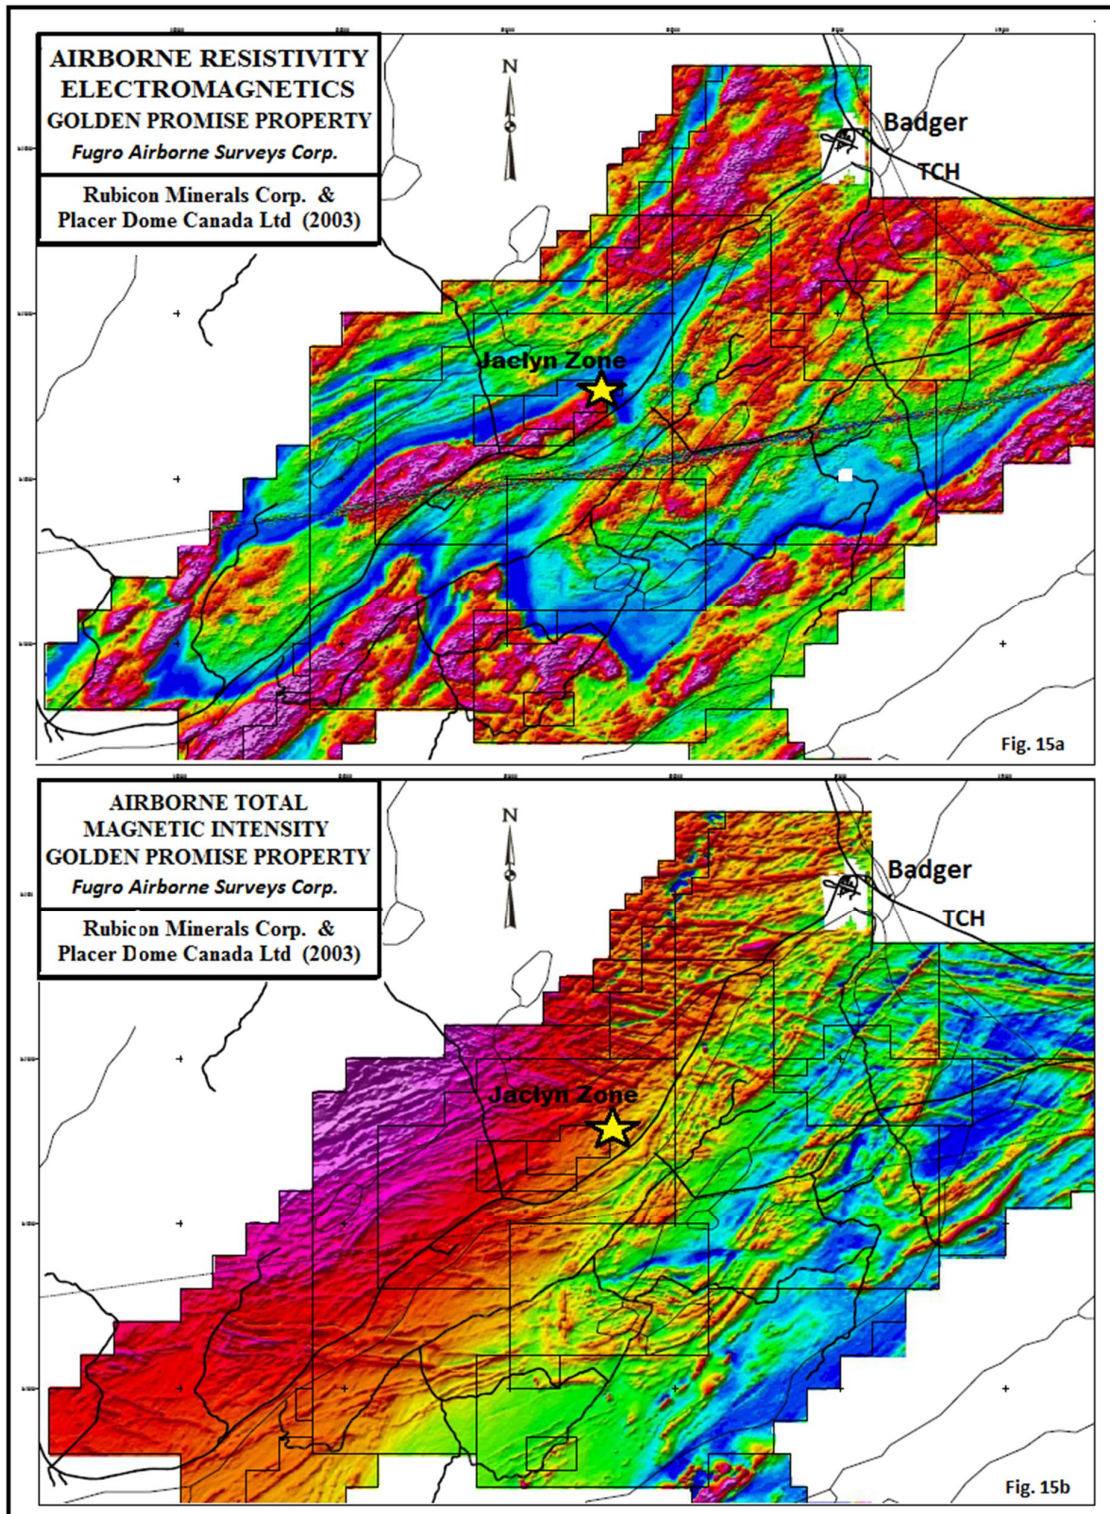 AIRBORNE RESISTIVITY
ELECTROMAGNETICS
GOLDEN PROMISE PROPERTY
Fugro Airborne Surveys Corp.
Rubicon Minerals Corp. &
Placer Dome Canada Ltd (2003)
N
Badger
TCH
Jaclyn Zone
Fig. 15a
AIRBORNE TOTAL
MAGNETIC INTENSITY
GOLDEN PROMISE PROPERTY
Fugro Airborne Surveys Corp.
Rubicon Minerals Corp. &
Placer Dome Canada Ltd (2003)
N
Badger
TCH
Jaclyn Zone
Fig. 15b